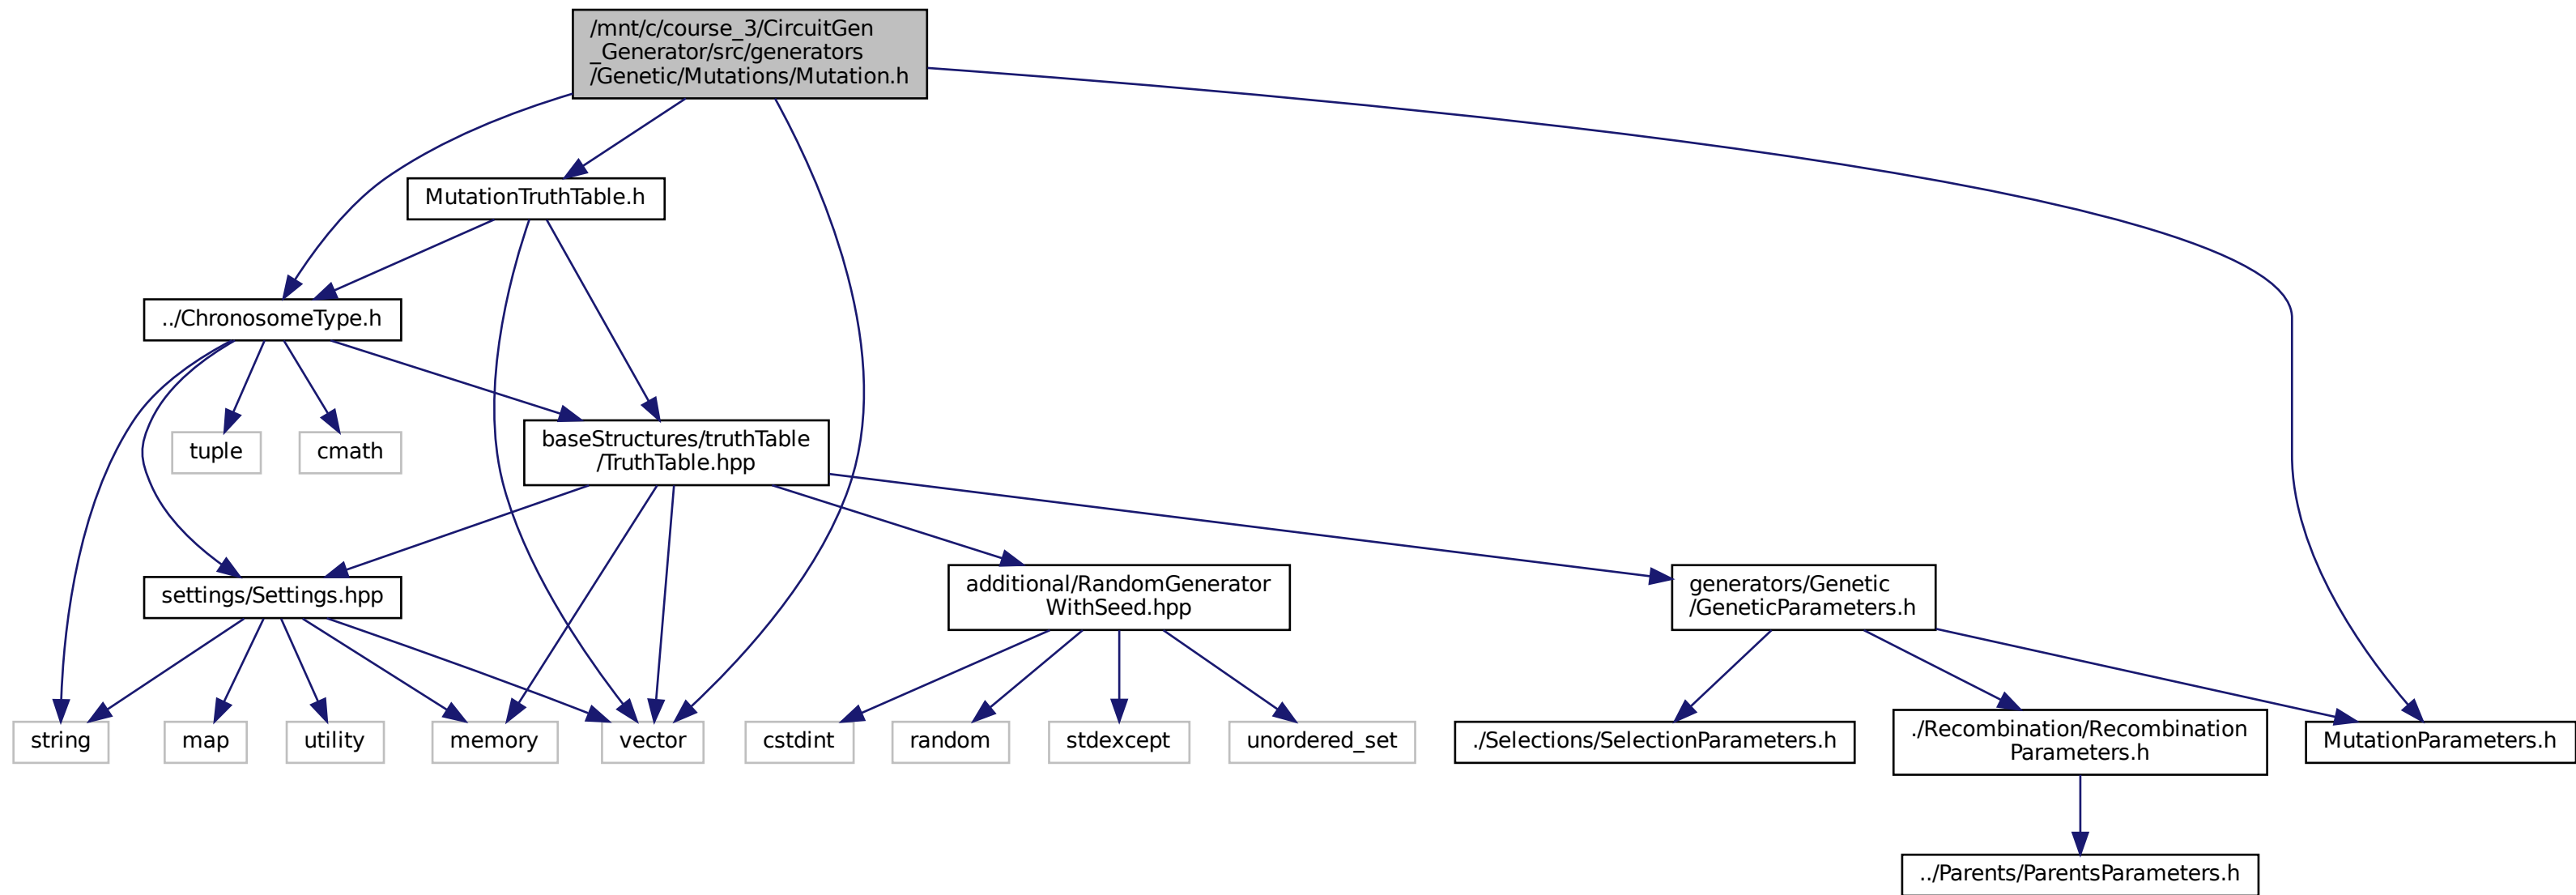 /mnt/c/course_3/CircuitGen
_Generator/src/generators
/Genetic/Mutations/Mutation.h
MutationTruthTable.h
../ChronosomeType.h
tuple
cmath
baseStructures/truthTable
/TruthTable.hpp
settings/Settings.hpp
additional/RandomGenerator
WithSeed.hpp
generators/Genetic
/GeneticParameters.h
string
map
utility
memory
vector
cstdint
random
stdexcept
unordered_set
./Selections/SelectionParameters.h
./Recombination/Recombination
Parameters.h
MutationParameters.h
../Parents/ParentsParameters.h